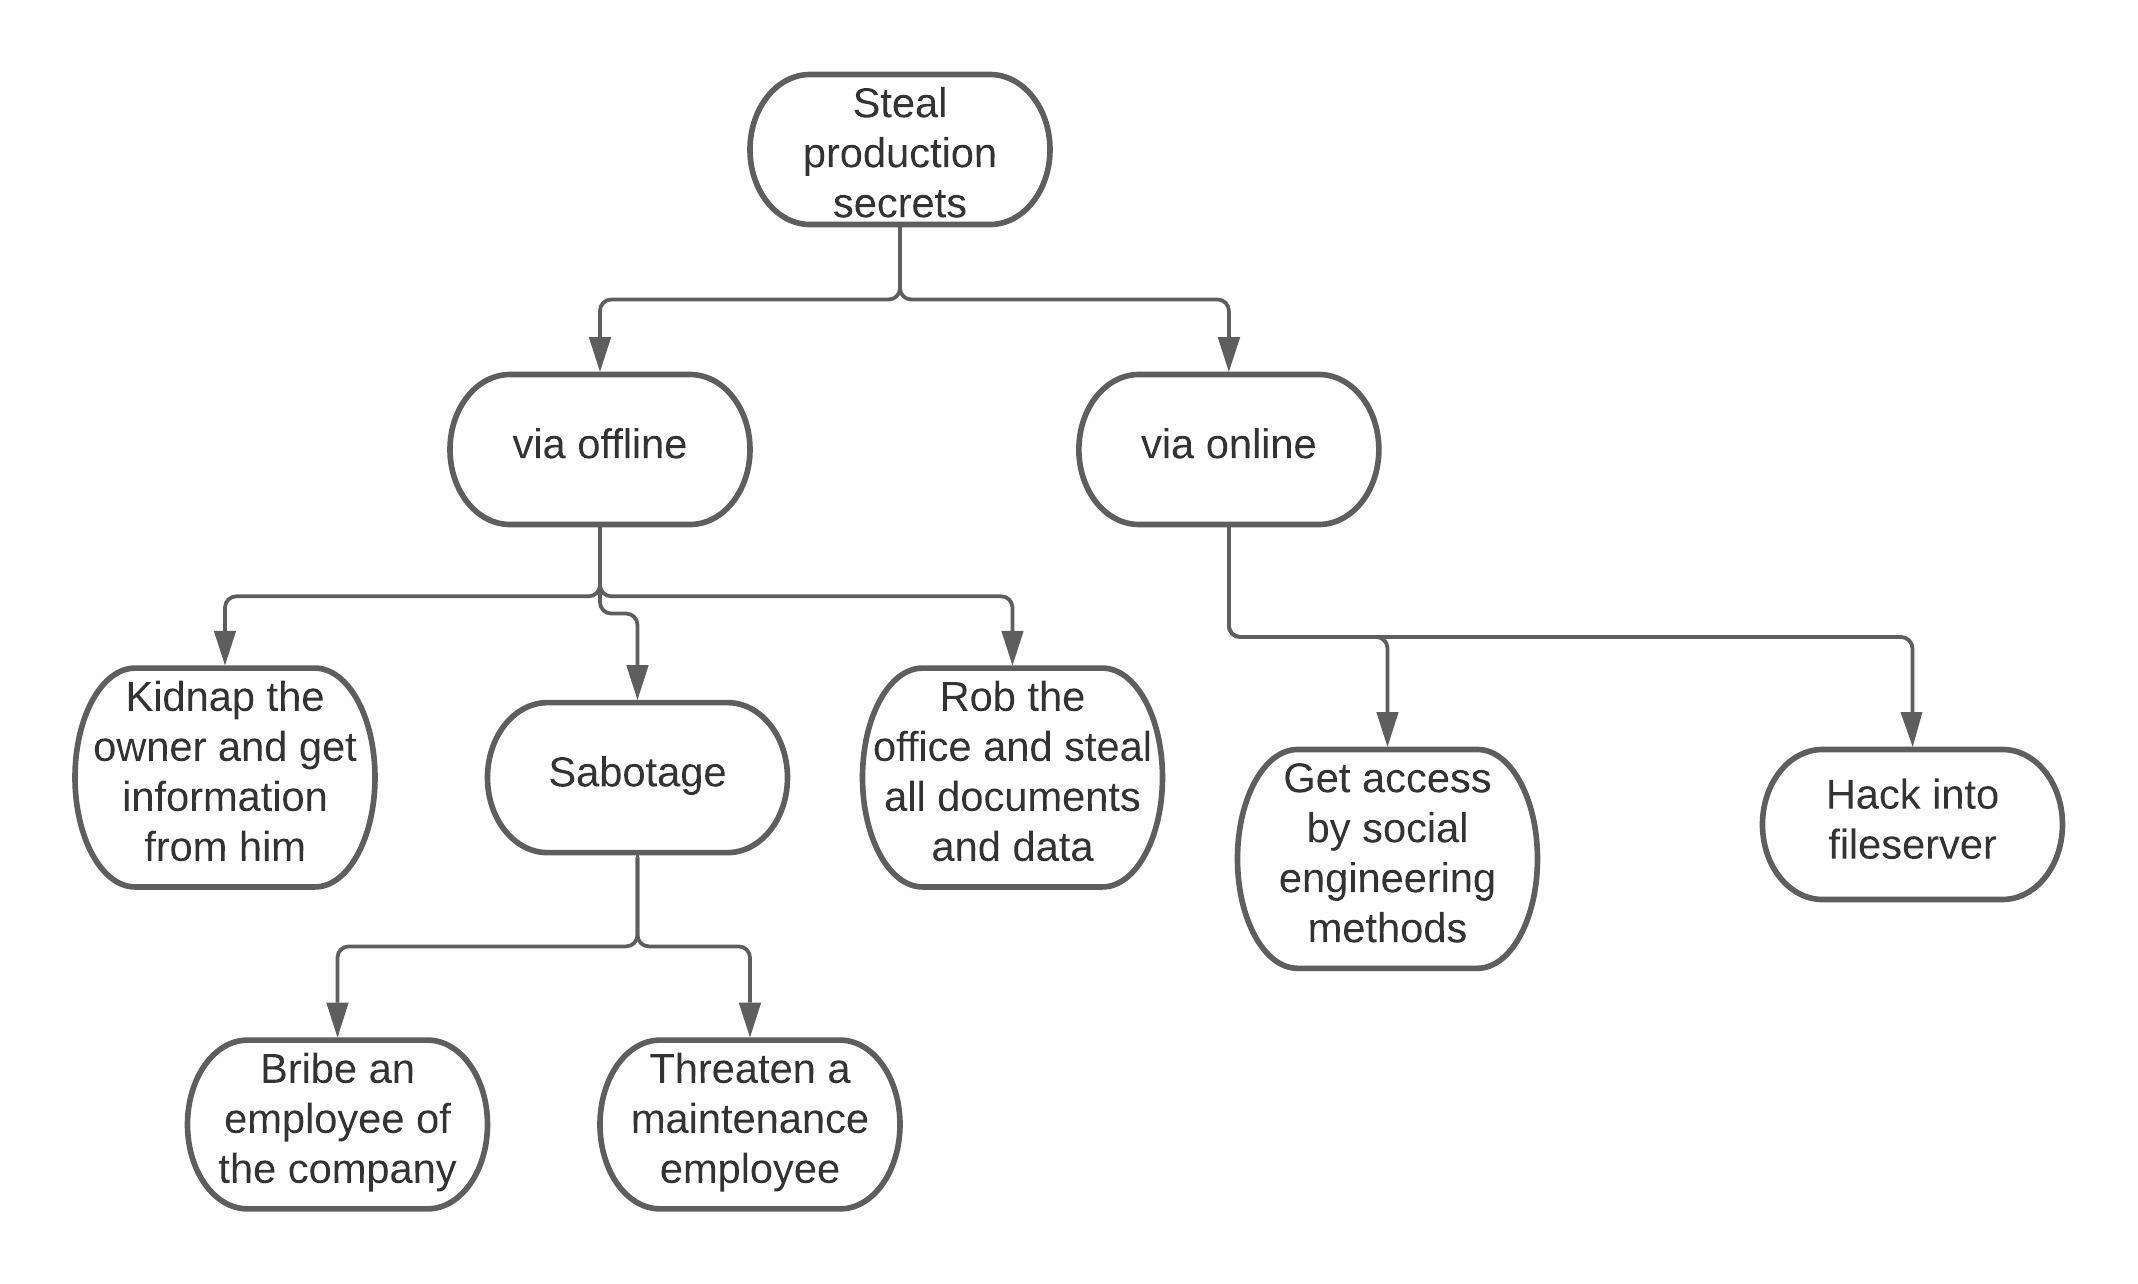 Steal
production
secrets
via offline
via online
Kidnap the
owner and get
information
from him
Sabotage
Rob the
office and steal
all documents
and data
Get access
by social
engineering
methods
Hack into
fileserver
Bribe an
employee of
the company
Threaten a
maintenance
employee